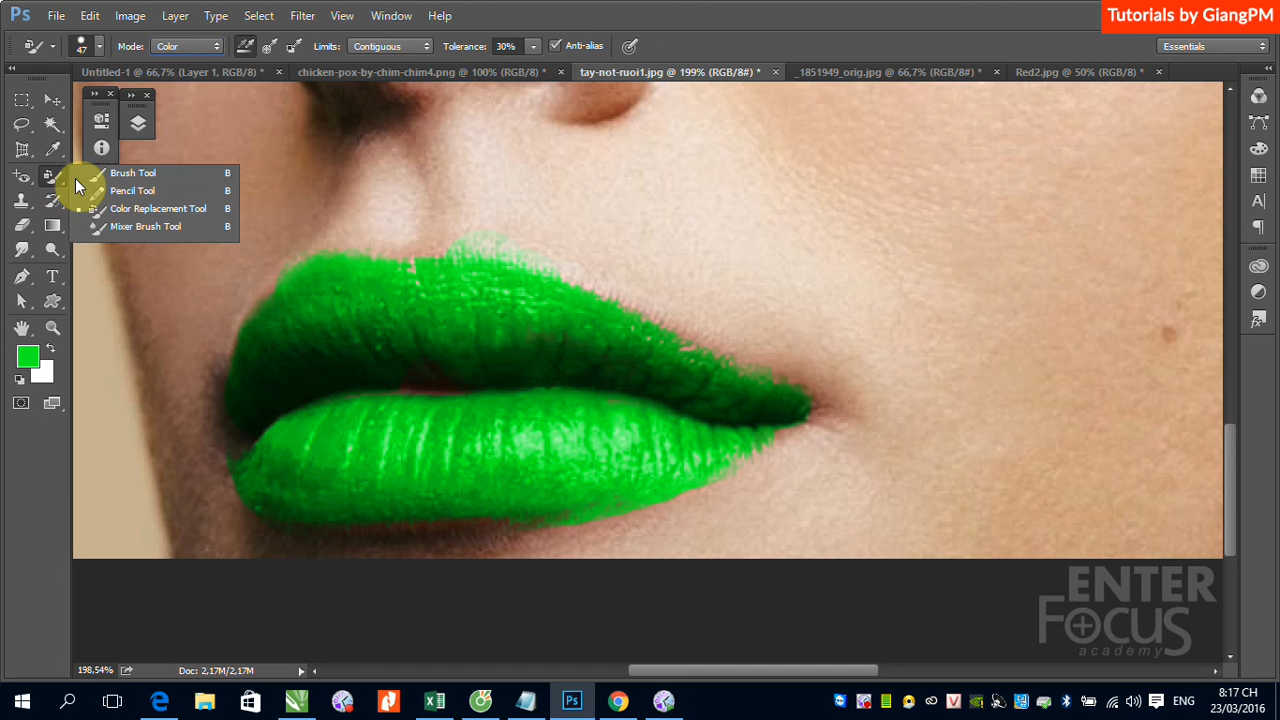 Ps File Edit Image Layer Type Select Filter View Window Help
Tutorials by GiangPM
47 Mode: Color Limits: Contiguous Tolerance: 30% Anti-alias Essentials
Untitled-1 @ 66,7% (Layer 1, RGB/8) * × chicken-pox-by-chim-chim4.png @ 100% (RGB/8) * × tay-not-ruoi1.jpg @ 199% (RGB/8#) * × _1851949_orig.jpg @ 66,7% (RGB/8#) * × Red2.jpg @ 50% (RGB/8) * ×
Brush Tool B
Pencil Tool B
Color Replacement Tool B
Mixer Brush Tool B
ENTER
FOCUS
academy
198,54% Doc: 2,17M/2,17M
ENG
8:17 CH
23/03/2016